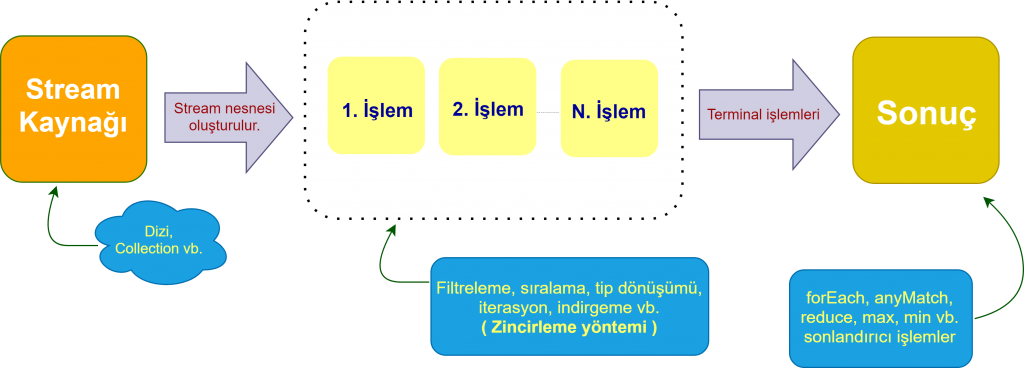 Stream
Kaynağı
Stream nesnesi
oluşturulur.
1. İşlem
2. İşlem
N. İşlem
Terminal işlemleri
Sonuç
Dizi,
Collection vb.
Filtreleme, sıralama, tip dönüşümü,
iterasyon, indirgeme vb.
( Zincirleme yöntemi )
forEach, anyMatch,
reduce, max, min vb.
sonlandırıcı işlemler